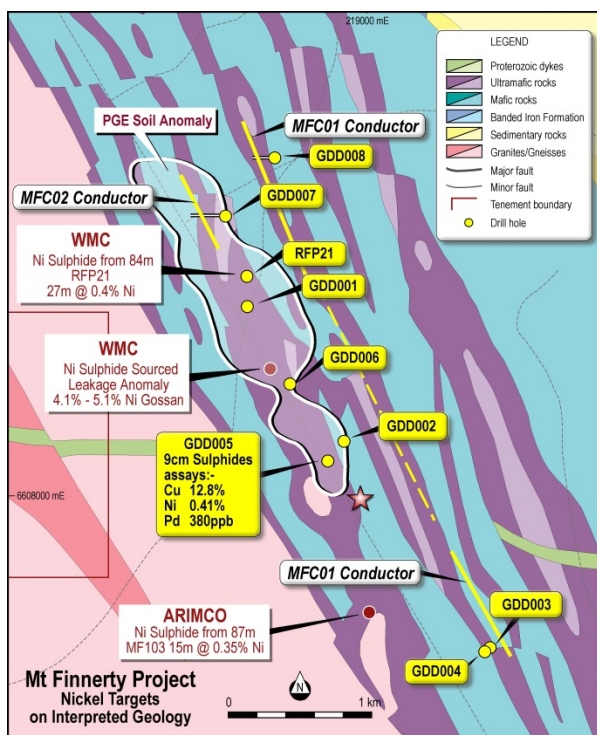 219000 mE
LEGEND
Proterozoic dykes
Ultramafic rocks
Mafic rocks
Banded Iron Formation
Sedimentary rocks
Granites/Gneisses
Major fault
Minor fault
Tenement boundary
Drill hole
PGE Soil Anomaly
MFC01 Conductor
GDD008
MFC02 Conductor
GDD007
WMC
Ni Sulphide from 84m
RFP21
27m @ 0.4% Ni
RFP21
GDD001
WMC
Ni Sulphide Sourced
Leakage Anomaly
4.1% - 5.1% Ni Gossan
GDD006
GDD002
GDD005
9cm Sulphides
assays:-
Cu 12.8%
Ni 0.41%
Pd 380ppb
6608000 mE
MFC01 Conductor
GDD003
GDD004
ARIMCO
Ni Sulphide from 87m
MF103 15m @ 0.35% Ni
Mt Finnerty Project
Nickel Targets
on Interpreted Geology
N
0
1 km